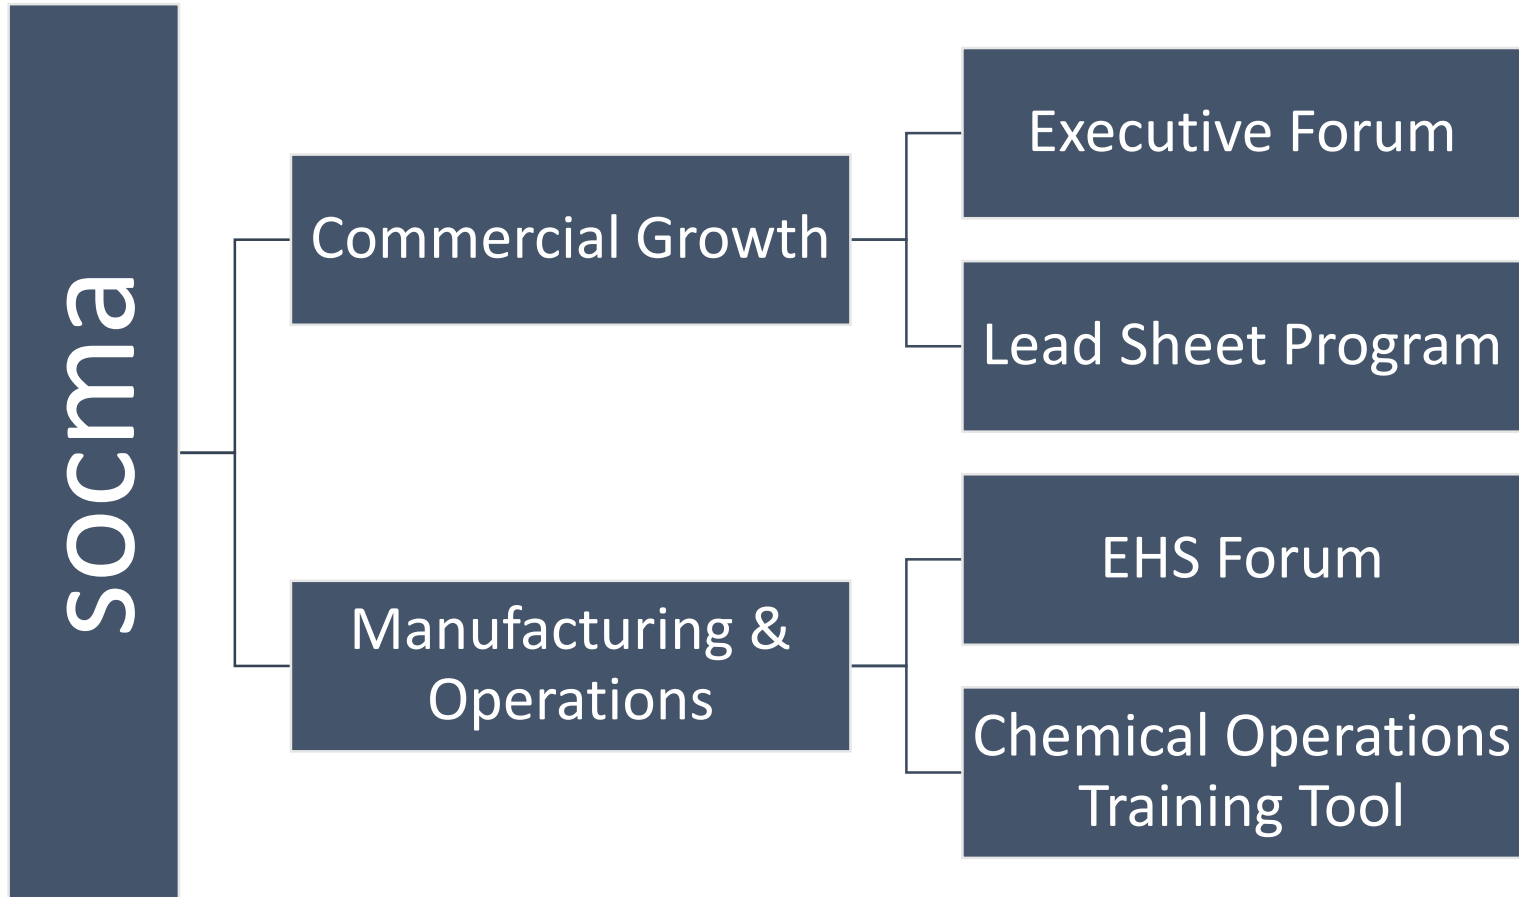 socma
Commercial Growth
Executive Forum
Lead Sheet Program
Manufacturing &
Operations
EHS Forum
Chemical Operations
Training Tool